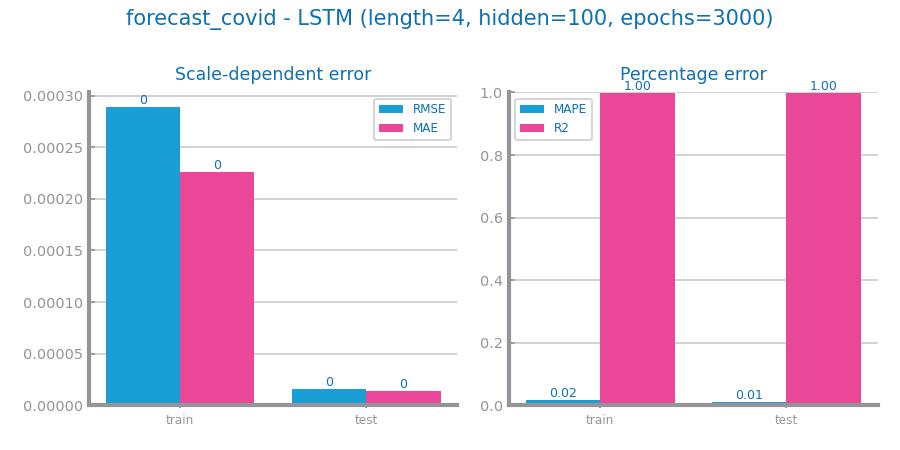 forecast_covid - LSTM (length=4, hidden=100, epochs=3000)
Scale-dependent error
0.00030
0.00025
0.00020
0.00015
0.00010
0.00005
0.00000
0
0
0
0
RMSE
MAE
train
test
Percentage error
1.0
0.8
0.6
0.4
0.2
0.0
1.00
1.00
MAPE
R2
0.02
0.01
train
test